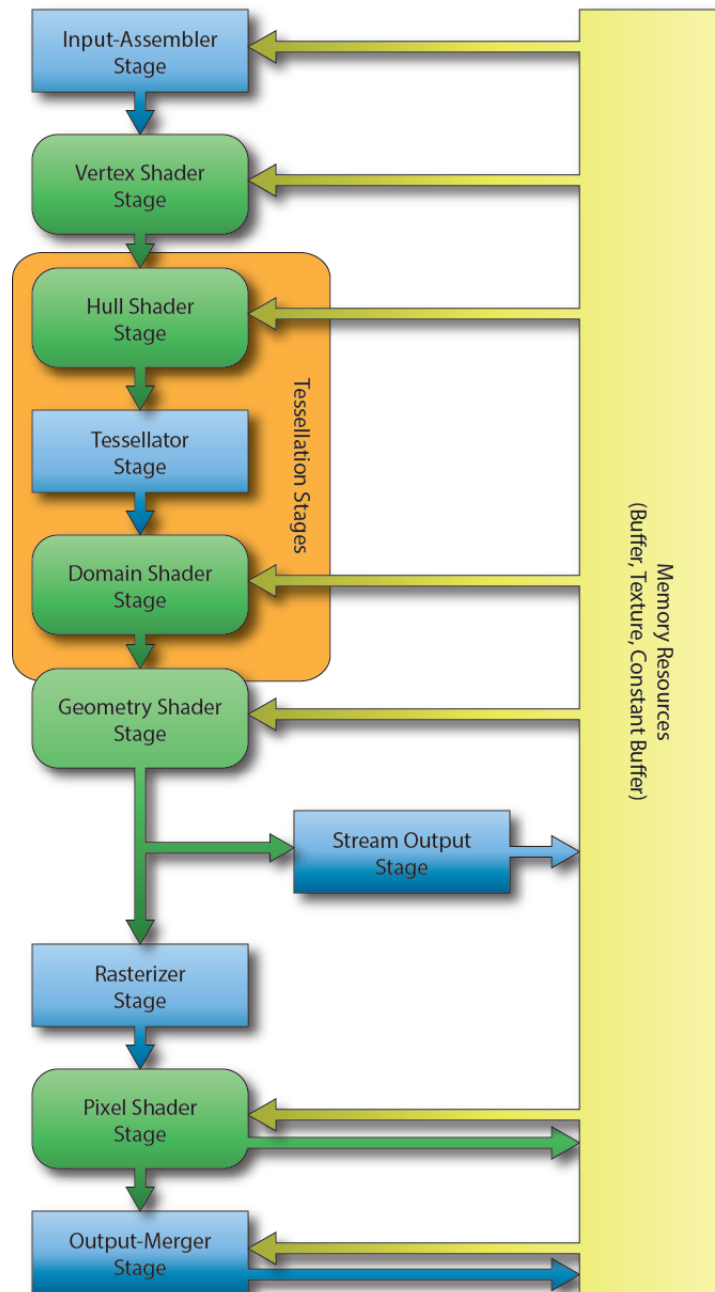 Input-Assembler
Stage
Vertex Shader
Stage
Hull Shader
Stage
Tessellator
Stage
Domain Shader
Stage
Tessellation Stages
Geometry Shader
Stage
Stream Output
Stage
Rasterizer
Stage
Pixel Shader
Stage
Output-Merger
Stage
Memory Resources
(Buffer, Texture, Constant Buffer)